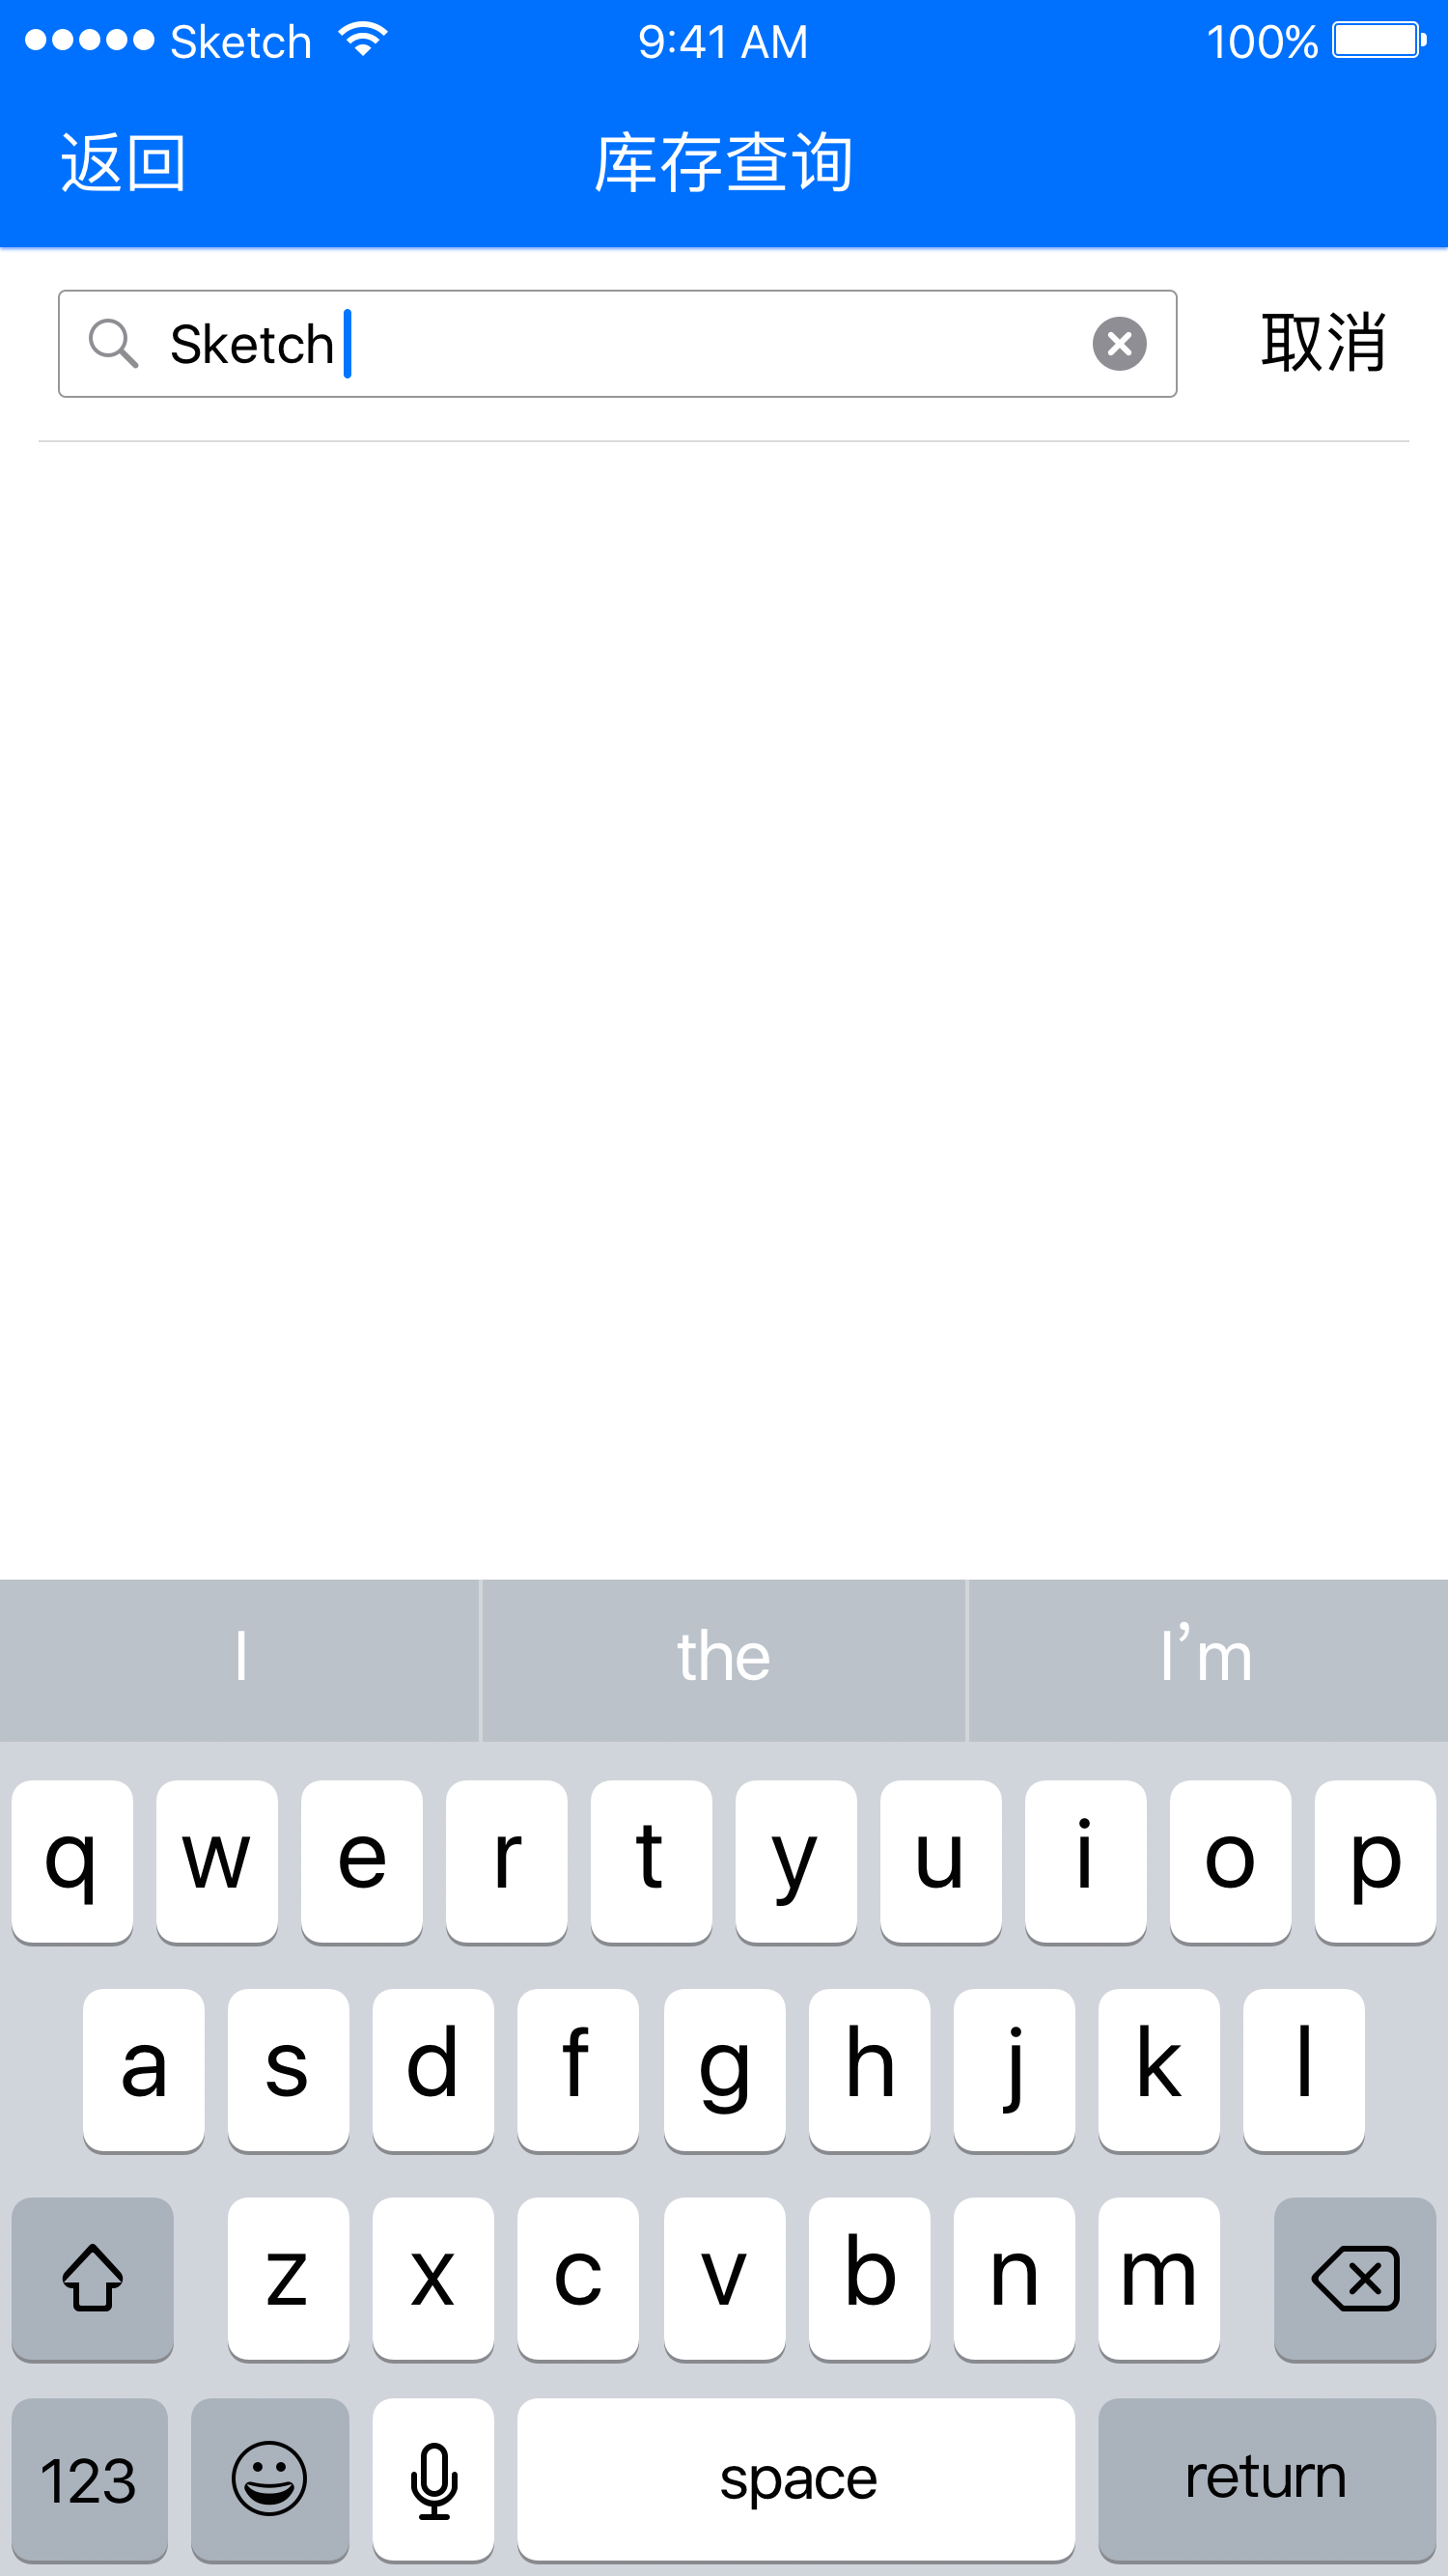 Sketch 9:41 AM 100%
返回 库存查询
Sketch 取消
I the I’m
q w e r t y u i o p
a s d f g h j k l
z x c v b n m
123 space return